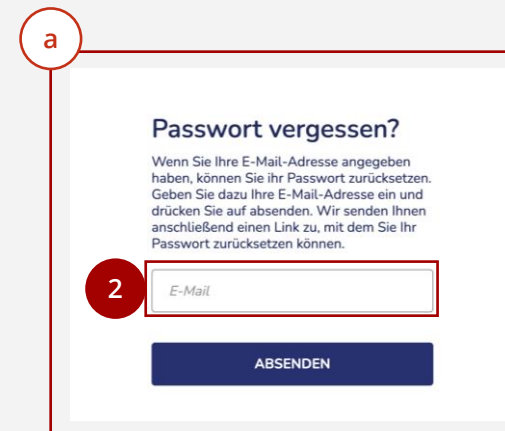 a
Passwort vergessen?
Wenn Sie Ihre E-Mail-Adresse angegeben
haben, können Sie ihr Passwort zurücksetzen.
Geben Sie dazu Ihre E-Mail-Adresse ein und
drücken Sie auf absenden. Wir senden Ihnen
anschließend einen Link zu, mit dem Sie Ihr
Passwort zurücksetzen können.
2
E-Mail
ABSENDEN